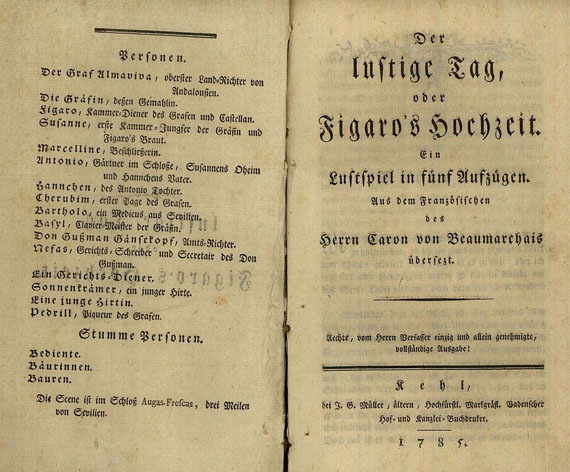 Personen.
Der Graf Almaviva, oberster Land-Richter von
Andalousien.
Die Gräfin, deßen Gemahlin.
Figaro, Kammer-Diener des Grafen und Castellan.
Susanne, erste Kammer-Jungfer der Gräfin und
Figaro's Braut.
Marcelline, Beschließerin.
Antonio, Gärtner im Schloße, Susannens Oheim
und Hannchens Vater.
Hannchen, des Antonio Tochter.
Cherubim, erster Page des Grafen.
Bartholo, ein Medicus aus Sevilien.
Basyl, Clavier-Meister der Gräfin.
Don Gußman Gänsekopf, Amts-Richter.
Nefas, Gerichts-Schreiber und Secretair des Don
Gußman.
Ein Gerichts-Diener.
Sonnenkrämer, ein junger Hirte.
Eine junge Hirtin.
Pedrill, Piqueur des Grafen.
Stumme Personen.
Bediente.
Bäurinnen.
Bauren.
Die Scene ist im Schloß Aguas-Frescas, drei Meilen
von Sevilien.
Der
lustige Tag,
oder
Figaro's Hochzeit.
Ein
Lustspiel in fünf Aufzügen.
Aus dem Französischen
des
Herrn Caron von Beaumarchais
übersezt.
Aechte, vom Herrn Verfasser einzig und allein genehmigte,
vollständige Ausgabe!
Kehl,
bei J. G. Müller, ältern, Hochfürstl. Markgräfl. Badenscher
Hof- und Kanzlei-Buchdruker.
1785.